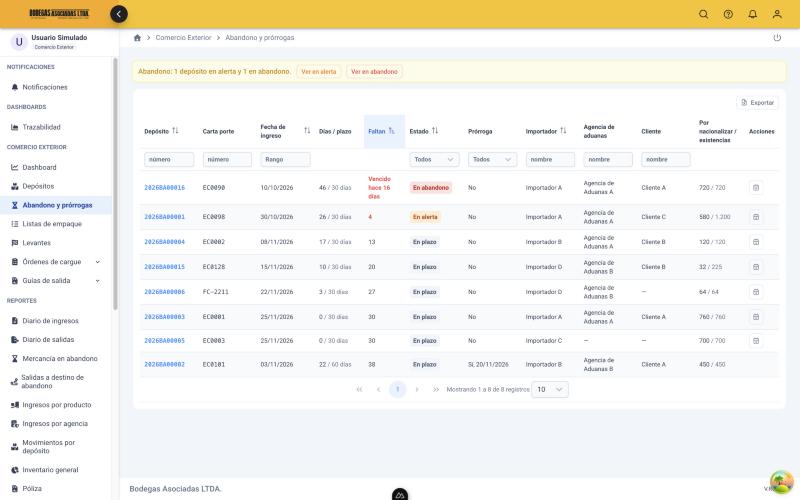 BODEGAS ASOCIADAS LTDA.
U
Usuario Simulado
Comercio Exterior
NOTIFICACIONES
Notificaciones
DASHBOARDS
Trazabilidad
COMERCIO EXTERIOR
Dashboard
Depósitos
Abandono y prórrogas
Listas de empaque
Levantes
Órdenes de cargue
Guías de salida
REPORTES
Diario de ingresos
Diario de salidas
Mercancía en abandono
Salidas a destino de
abandono
Ingresos por producto
Ingresos por agencia
Movimientos por
depósito
Inventario general
Póliza
Comercio Exterior > Abandono y prórrogas
Abandono: 1 depósito en alerta y 1 en abandono. Ver en alerta Ver en abandono
Exportar
Depósito Carta porte Fecha de ingreso Días / plazo Faltan Estado Prórroga Importador Agencia de aduanas Cliente Por nacionalizar / existencias Acciones
número número Rango Todos Todos nombre nombre nombre
2026BA00016 EC0090 10/10/2026 46 / 30 días Vencido hace 16 días En abandono No Importador A Agencia de Aduanas A Cliente A 720 / 720
2026BA00001 EC0098 30/10/2026 26 / 30 días 4 En alerta No Importador A Agencia de Aduanas A Cliente C 580 / 1.200
2026BA00004 EC0002 08/11/2026 17 / 30 días 13 En plazo No Importador B Agencia de Aduanas A Cliente B 120 / 120
2026BA00015 EC0128 15/11/2026 10 / 30 días 20 En plazo No Importador D Agencia de Aduanas B Cliente B 32 / 225
2026BA00006 FC-2211 22/11/2026 3 / 30 días 27 En plazo No Importador D Agencia de Aduanas B — 64 / 64
2026BA00003 EC0001 25/11/2026 0 / 30 días 30 En plazo No Importador A Agencia de Aduanas A Cliente A 760 / 760
2026BA00005 EC0003 25/11/2026 0 / 30 días 30 En plazo No Importador C — — 700 / 700
2026BA00002 EC0101 03/11/2026 22 / 60 días 38 En plazo Sí, 20/11/2026 Importador B Agencia de Aduanas B Cliente A 450 / 450
1 Mostrando 1 a 8 de 8 registros 10
Bodegas Asociadas LTDA.